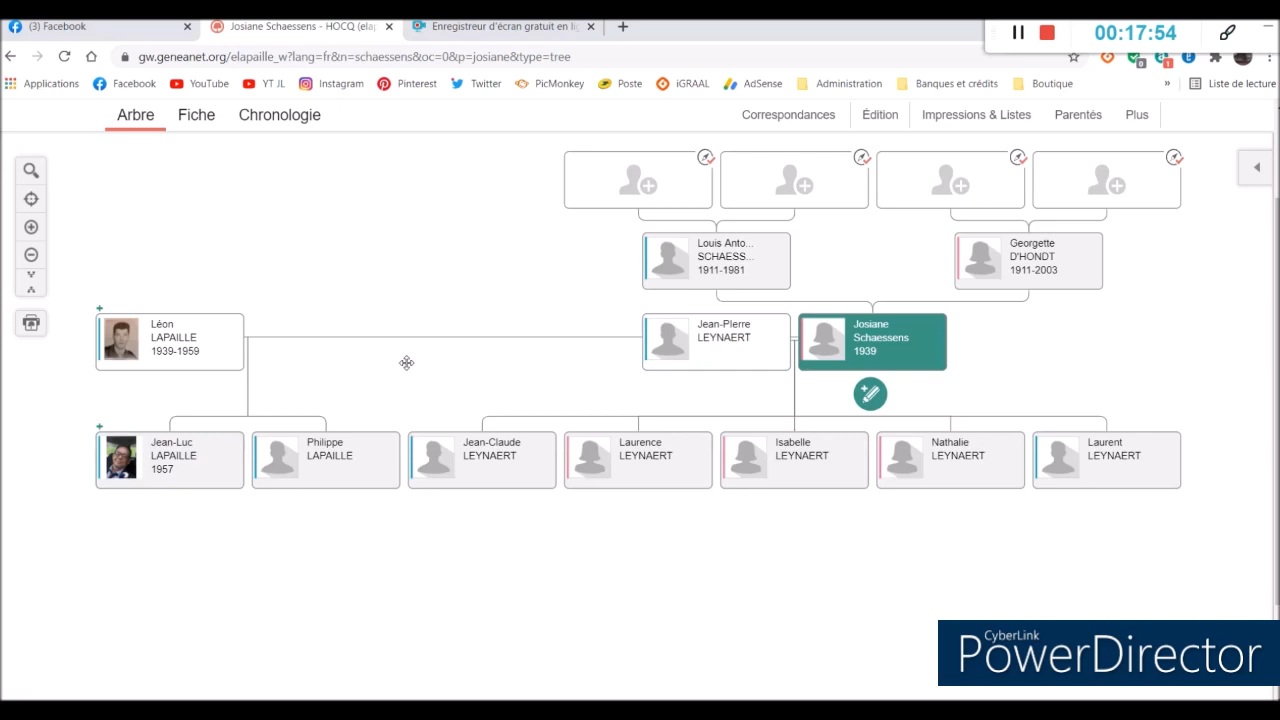 (3) Facebook
Josiane Schaessens - HOCQ (ela
Enregistreur d'écran gratuit en li
00:17:54
gw.geneanet.org/elapaille_w?lang=fr&n=schaessens&oc=0&p=josiane&type=tree
0
1
Applications
Facebook
YouTube
YT JL
Instagram
Pinterest
Twitter
PicMonkey
Poste
iGRAAL
AdSense
Administration
Banques et crédits
Boutique
»
Liste de lecture
Arbre
Fiche
Chronologie
Correspondances
Édition
Impressions & Listes
Parentés
Plus
Louis Anto...
SCHAESS...
1911-1981
Georgette
D'HONDT
1911-2003
Léon
LAPAILLE
1939-1959
Jean-PIerre
LEYNAERT
Josiane
Schaessens
1939
Jean-Luc
LAPAILLE
1957
Philippe
LAPAILLE
Jean-Claude
LEYNAERT
Laurence
LEYNAERT
Isabelle
LEYNAERT
Nathalie
LEYNAERT
Laurent
LEYNAERT
CyberLink
PowerDirector